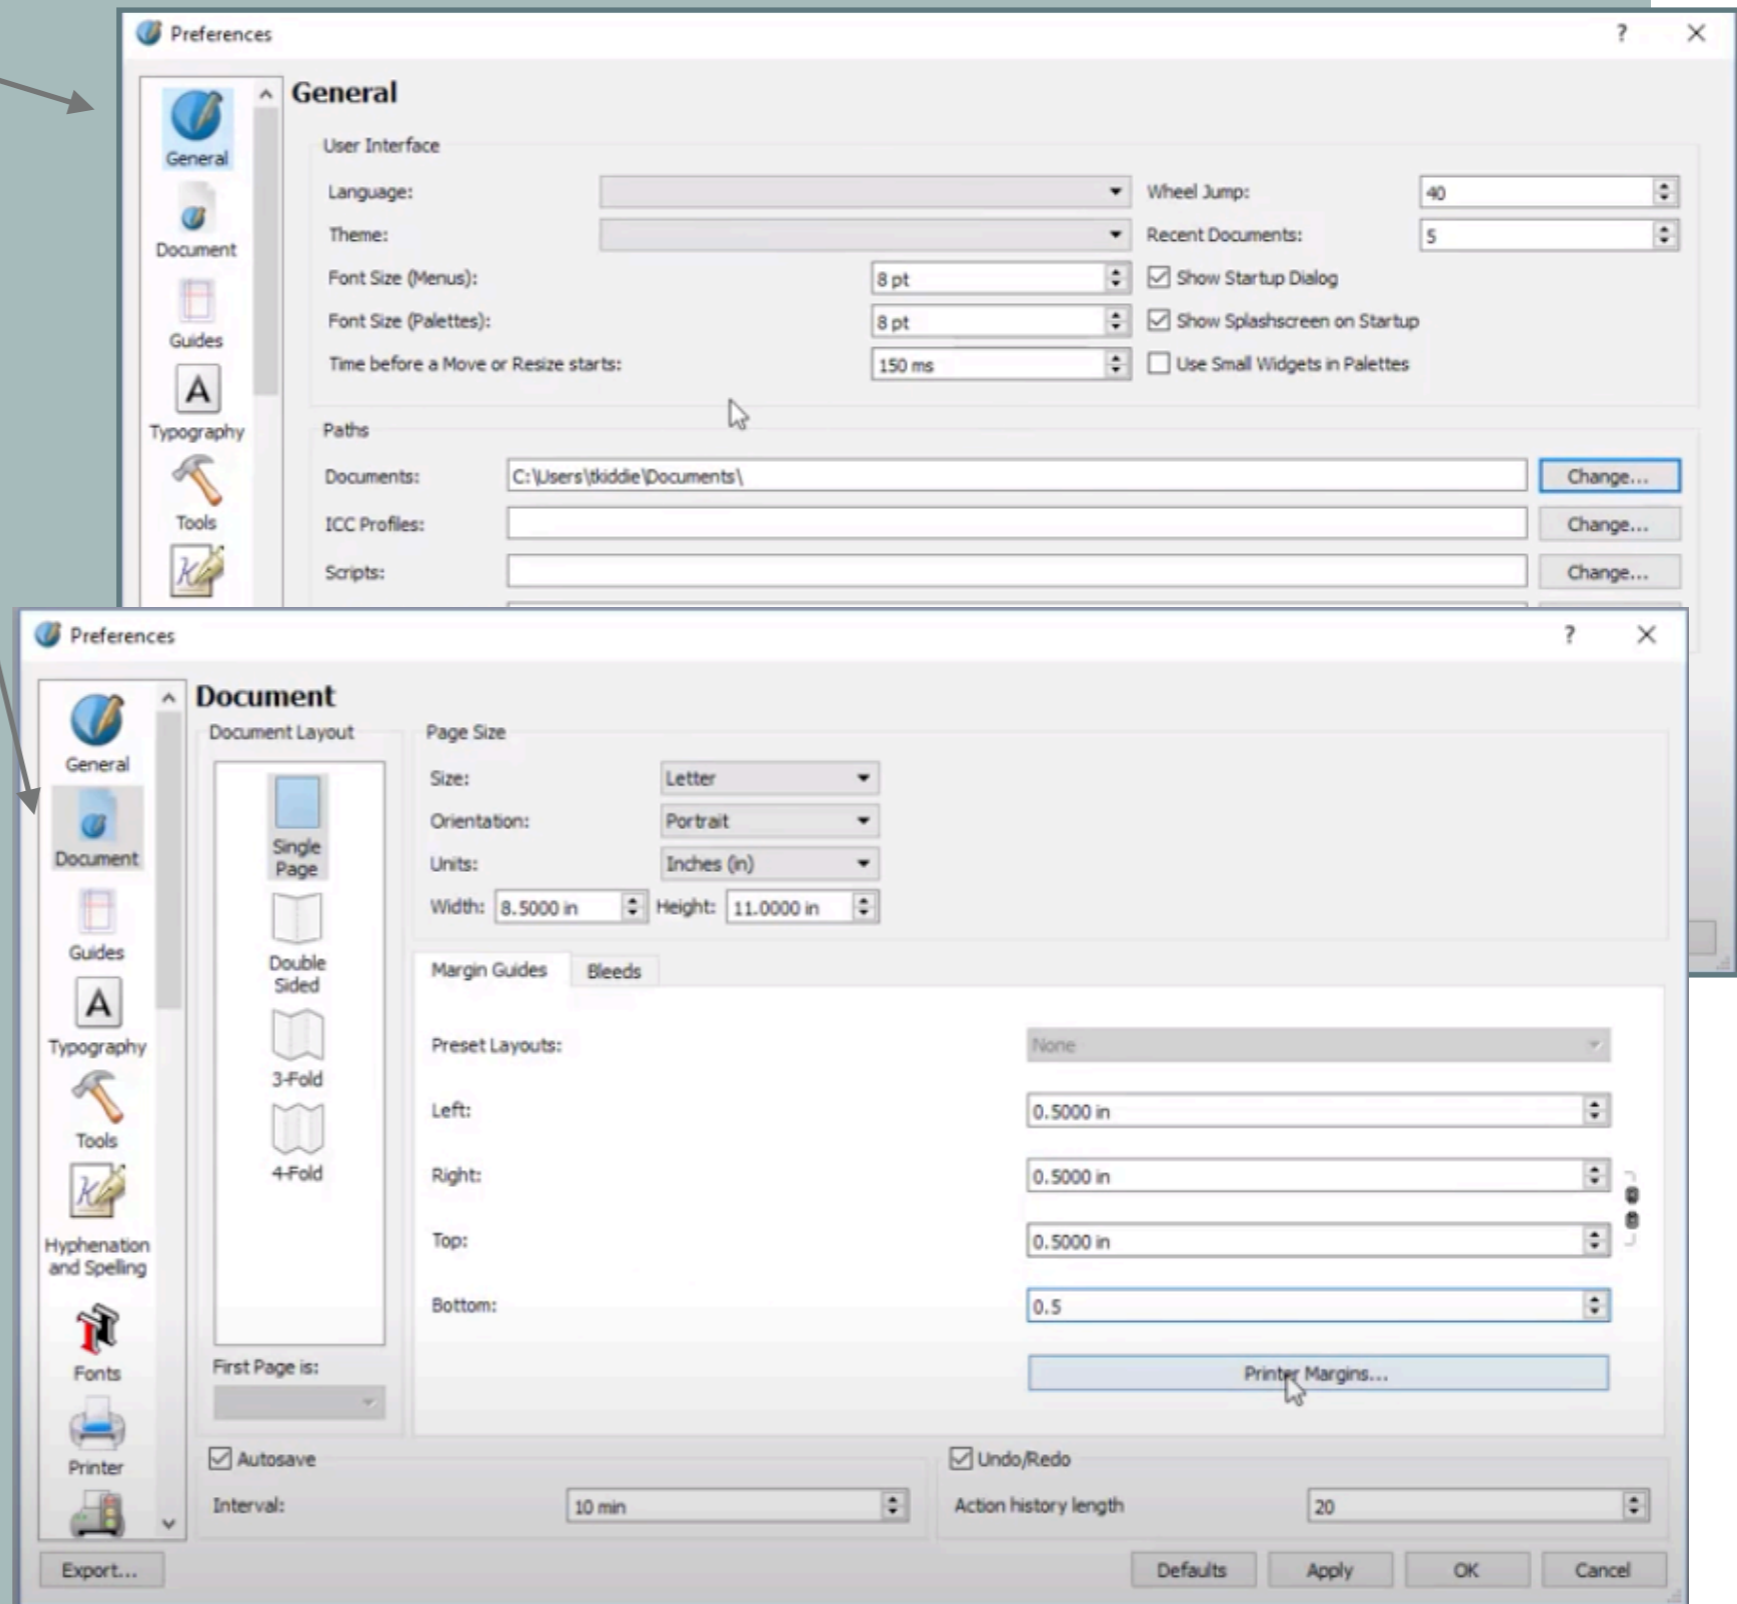 Preferences
?
General
General
User Interface
Language:
Wheel Jump: 40
Theme:
Recent Documents: 5
Font Size (Menus): 8 pt
Show Startup Dialog
Font Size (Palettes): 8 pt
Show Splashscreen on Startup
Time before a Move or Resize starts: 150 ms
Use Small Widgets in Palettes
Document
Guides
A
Typography
Tools
Paths
Documents: C:\Users\tkiddie\Documents\ Change...
ICC Profiles: Change...
Scripts: Change...
Preferences
?
General
Document
Guides
A
Typography
Tools
Hyphenation
and Spelling
Fonts
Printer
Document
Document Layout
Single
Page
Double
Sided
3-Fold
4-Fold
First Page is:
Page Size
Size: Letter
Orientation: Portrait
Units: Inches (in)
Width: 8.5000 in Height: 11.0000 in
Margin Guides Bleeds
Preset Layouts: None
Left: 0.5000 in
Right: 0.5000 in
Top: 0.5000 in
Bottom: 0.5
Printer Margins...
Autosave
Interval: 10 min
Undo/Redo
Action history length 20
Export... Defaults Apply OK Cancel